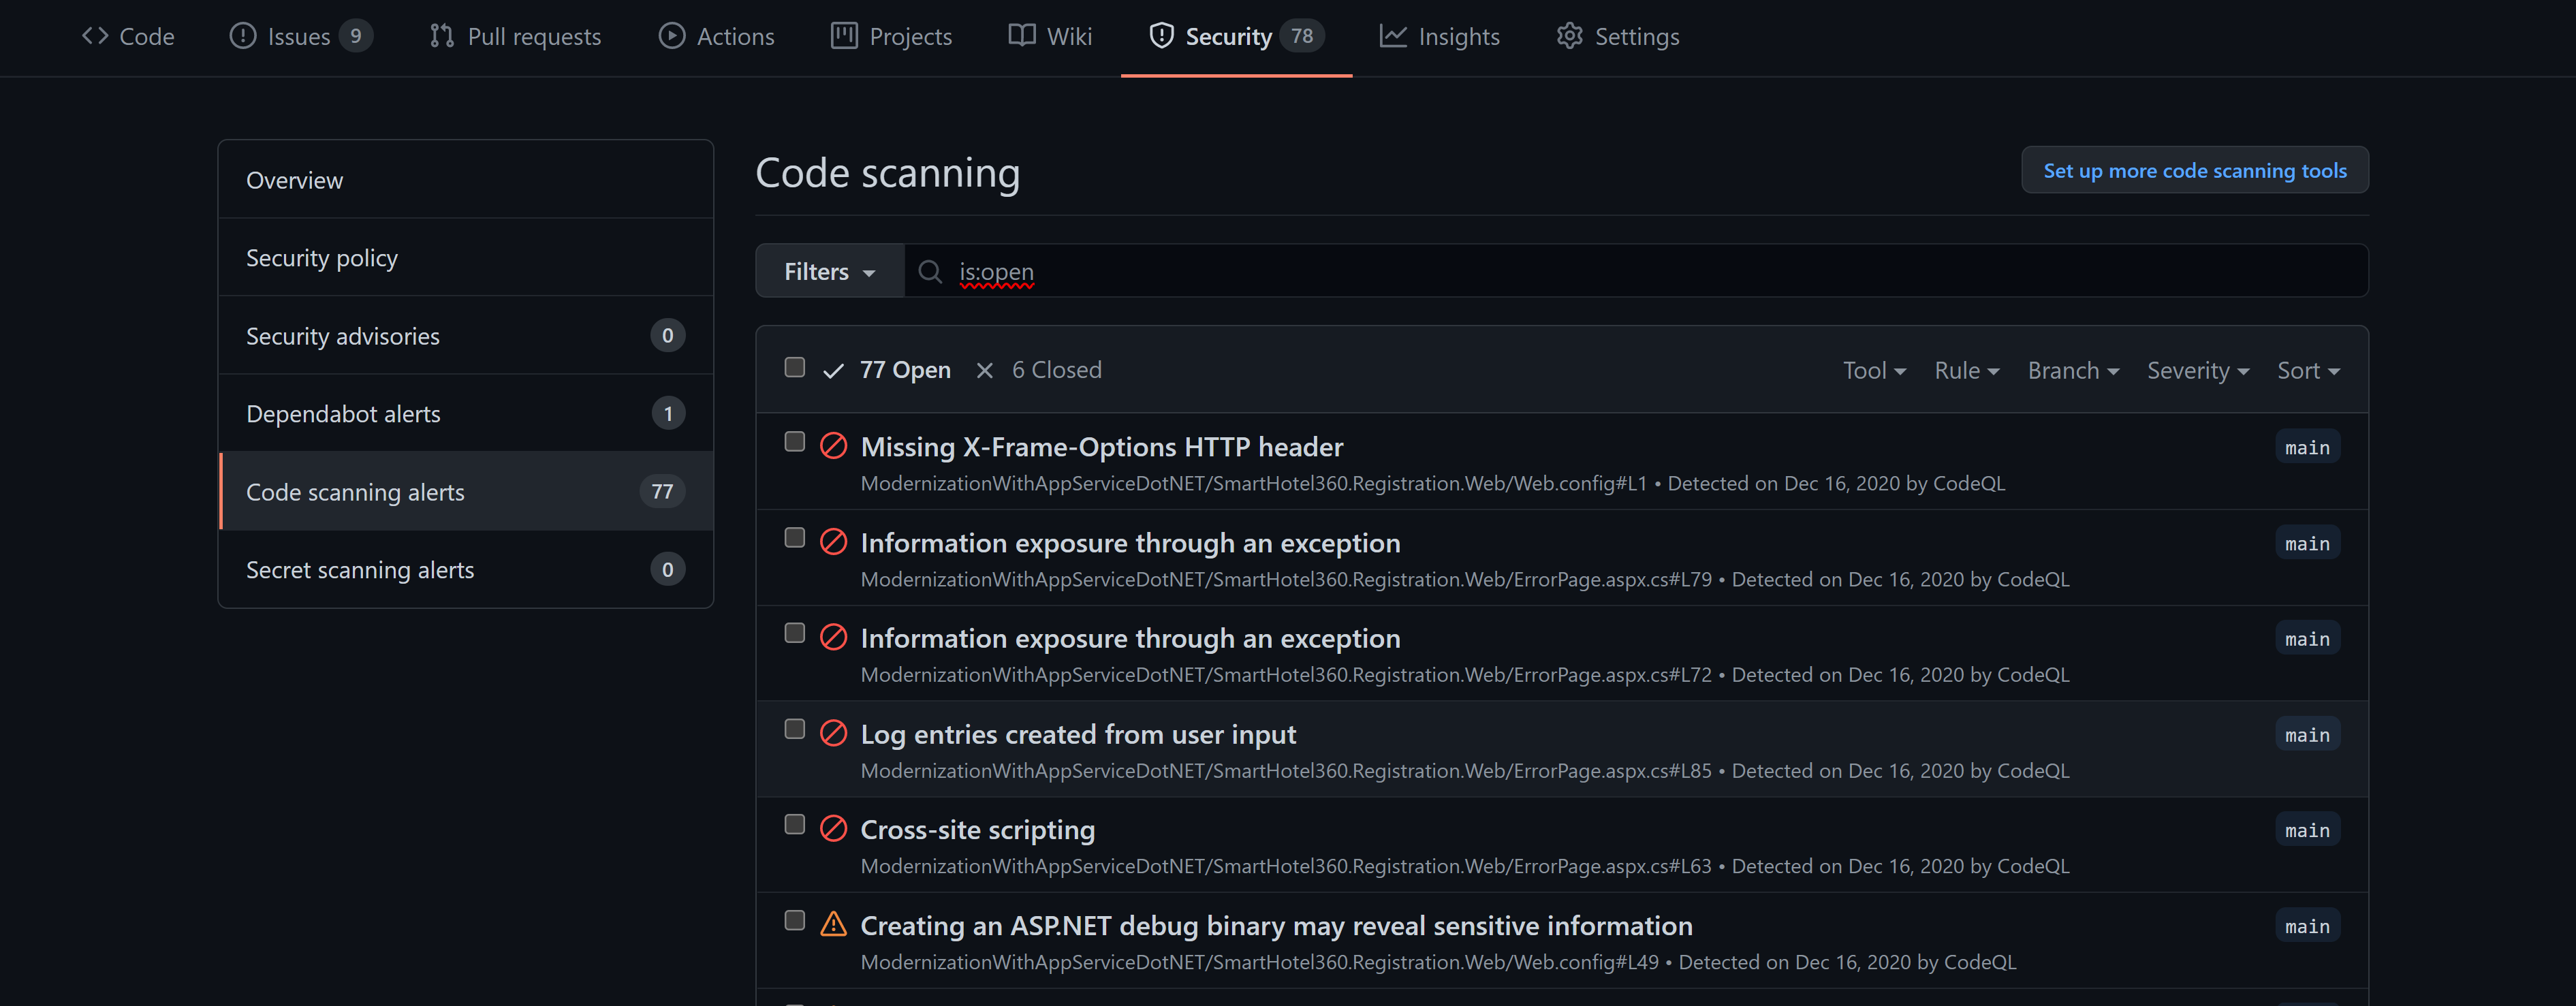 Code Issues 9 Pull requests Actions Projects Wiki Security 78 Insights Settings
Overview
Security policy
Security advisories 0
Dependabot alerts 1
Code scanning alerts 77
Secret scanning alerts 0
Code scanning
Set up more code scanning tools
Filters is:open
77 Open 6 Closed Tool Rule Branch Severity Sort
Missing X-Frame-Options HTTP header main
ModernizationWithAppServiceDotNET/SmartHotel360.Registration.Web/Web.config#L1 • Detected on Dec 16, 2020 by CodeQL
Information exposure through an exception main
ModernizationWithAppServiceDotNET/SmartHotel360.Registration.Web/ErrorPage.aspx.cs#L79 • Detected on Dec 16, 2020 by CodeQL
Information exposure through an exception main
ModernizationWithAppServiceDotNET/SmartHotel360.Registration.Web/ErrorPage.aspx.cs#L72 • Detected on Dec 16, 2020 by CodeQL
Log entries created from user input main
ModernizationWithAppServiceDotNET/SmartHotel360.Registration.Web/ErrorPage.aspx.cs#L85 • Detected on Dec 16, 2020 by CodeQL
Cross-site scripting main
ModernizationWithAppServiceDotNET/SmartHotel360.Registration.Web/ErrorPage.aspx.cs#L63 • Detected on Dec 16, 2020 by CodeQL
Creating an ASP.NET debug binary may reveal sensitive information main
ModernizationWithAppServiceDotNET/SmartHotel360.Registration.Web/Web.config#L49 • Detected on Dec 16, 2020 by CodeQL